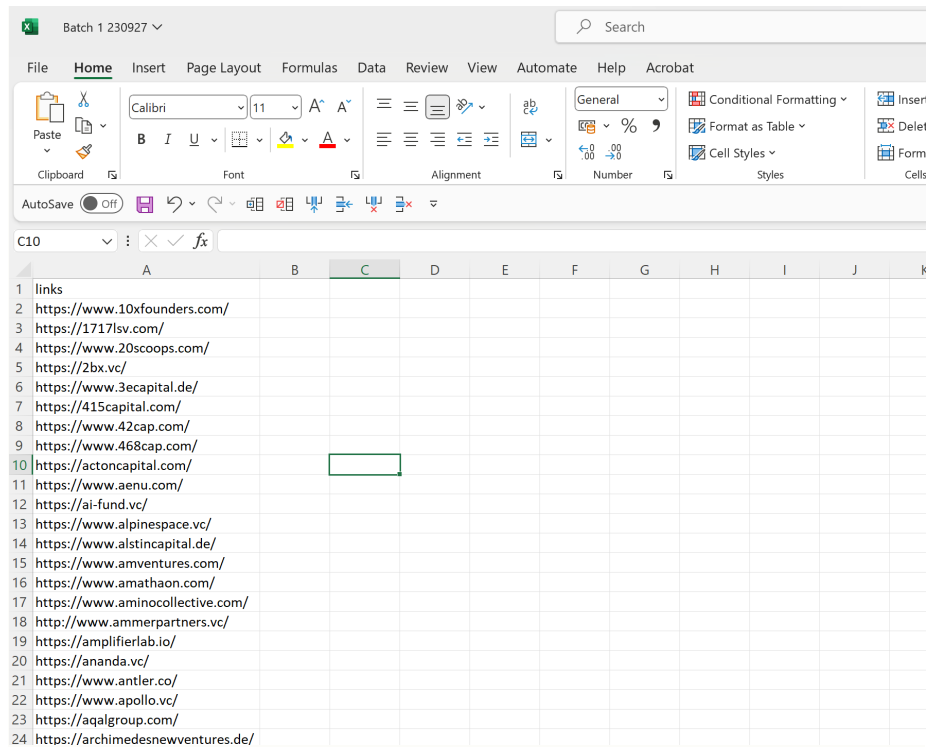 Batch 1 230927
Search
File Home Insert Page Layout Formulas Data Review View Automate Help Acrobat
Paste
Calibri 11
B I U A
ab
General
% 9
.00 .00
Conditional Formatting
Format as Table
Cell Styles
Insert
Delet
Form
Clipboard Font Alignment Number Styles Cells
AutoSave Off
C10 fx
A B C D E F G H I J K
1 links
2 https://www.10xfounders.com/
3 https://1717lsv.com/
4 https://www.20scoops.com/
5 https://2bx.vc/
6 https://www.3ecapital.de/
7 https://415capital.com/
8 https://www.42cap.com/
9 https://www.468cap.com/
10 https://actoncapital.com/
11 https://www.aenu.com/
12 https://ai-fund.vc/
13 https://www.alpinespace.vc/
14 https://www.alstincapital.de/
15 https://www.amventures.com/
16 https://www.amathaon.com/
17 https://www.aminocollective.com/
18 http://www.ammerpartners.vc/
19 https://amplifierlab.io/
20 https://ananda.vc/
21 https://www.antler.co/
22 https://www.apollo.vc/
23 https://aqalgroup.com/
24 https://archimedesnewventures.de/